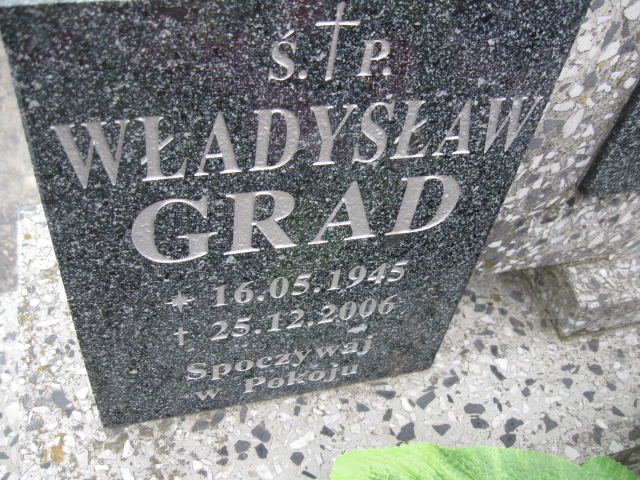 Ś. P.
WŁADYSŁAW
GRAD
* 16.05.1945
† 25.12.2006
Spoczywaj
w Pokoju